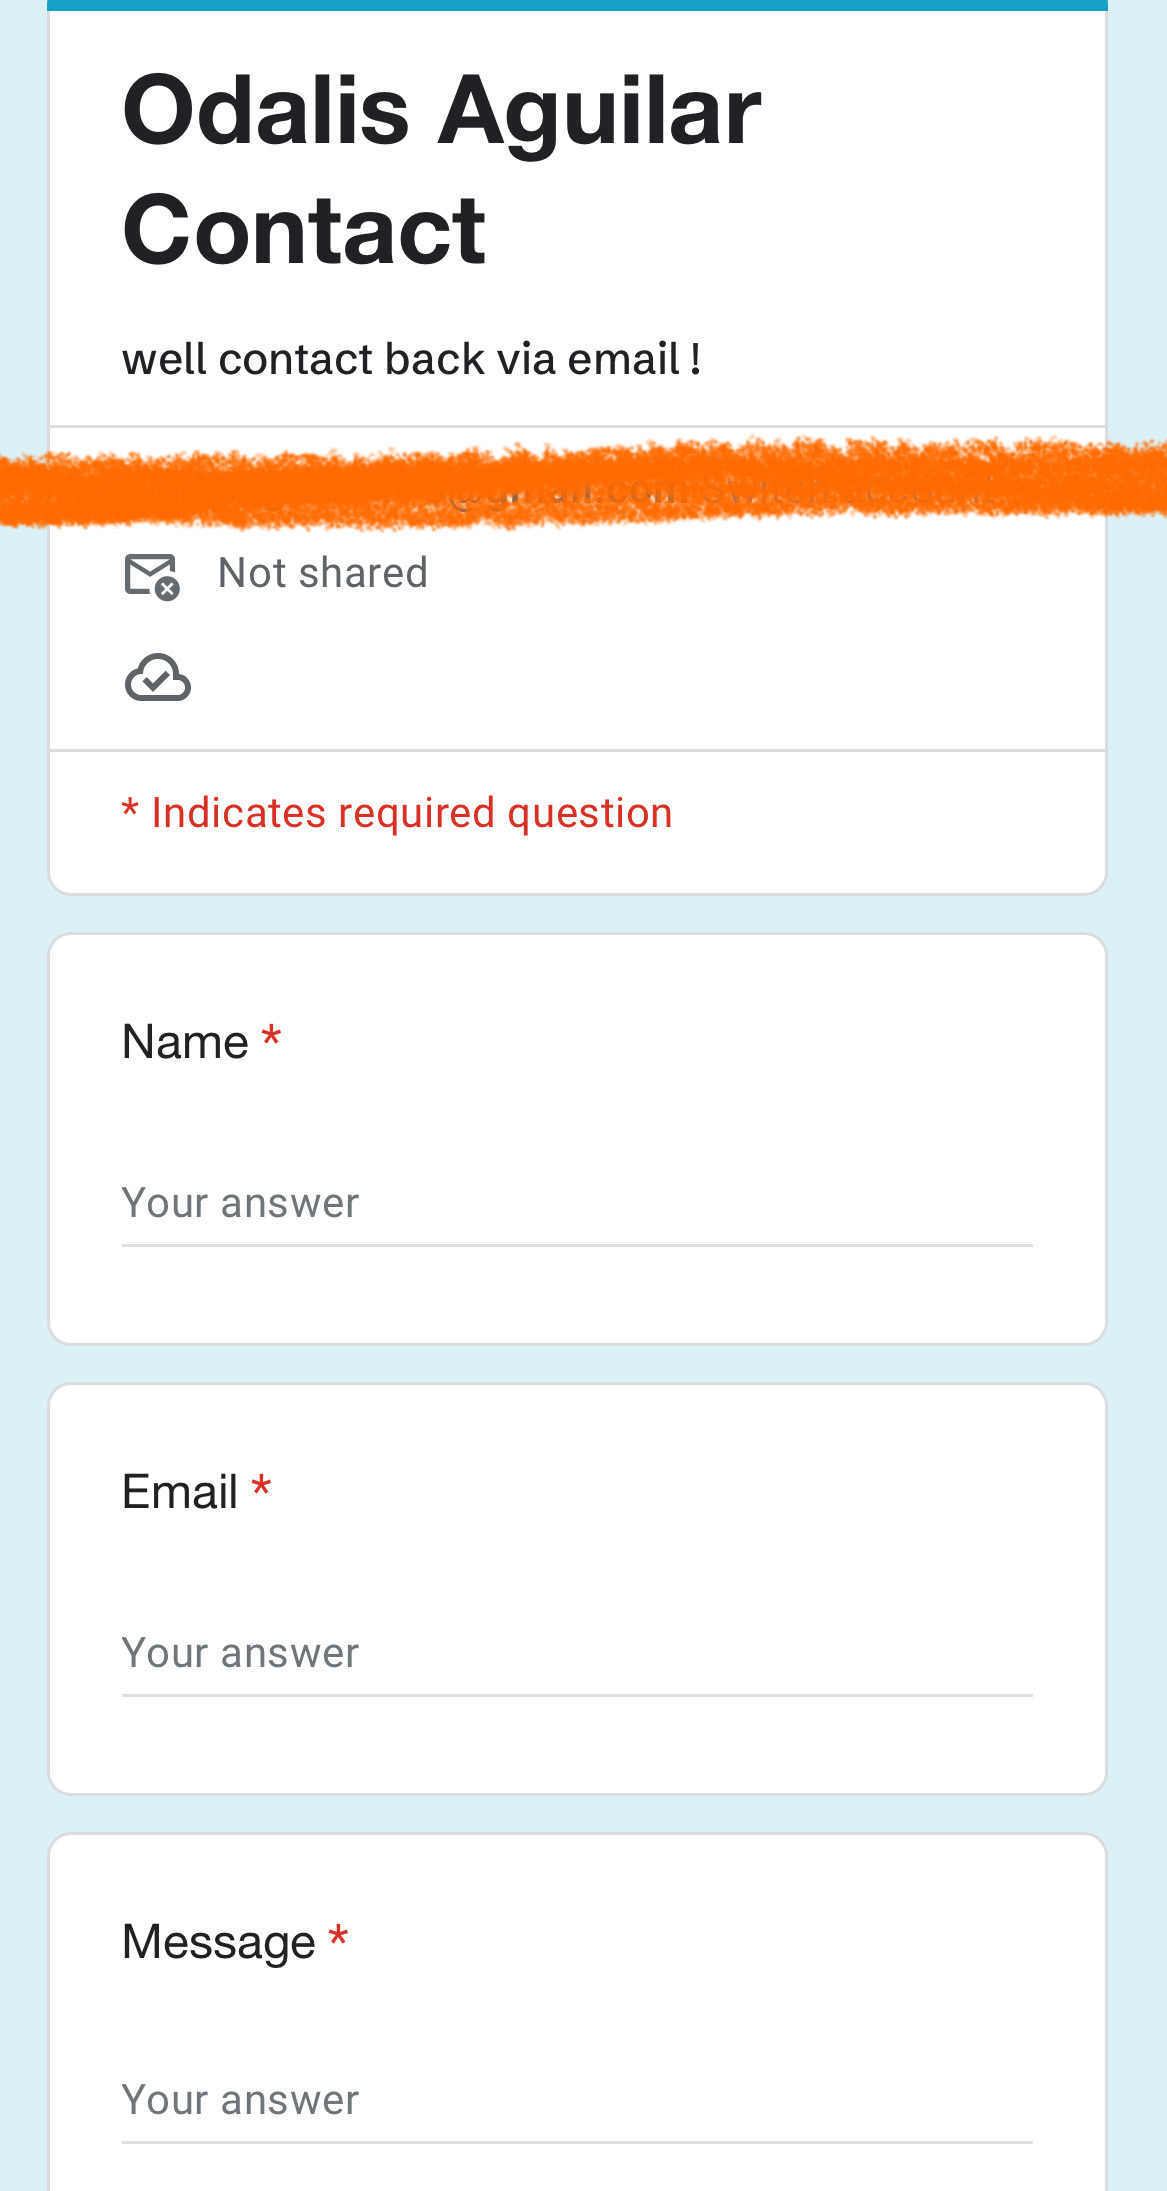 Odalis Aguilar
Contact
well contact back via email !
Not shared
* Indicates required question
Name *
Your answer
Email *
Your answer
Message *
Your answer